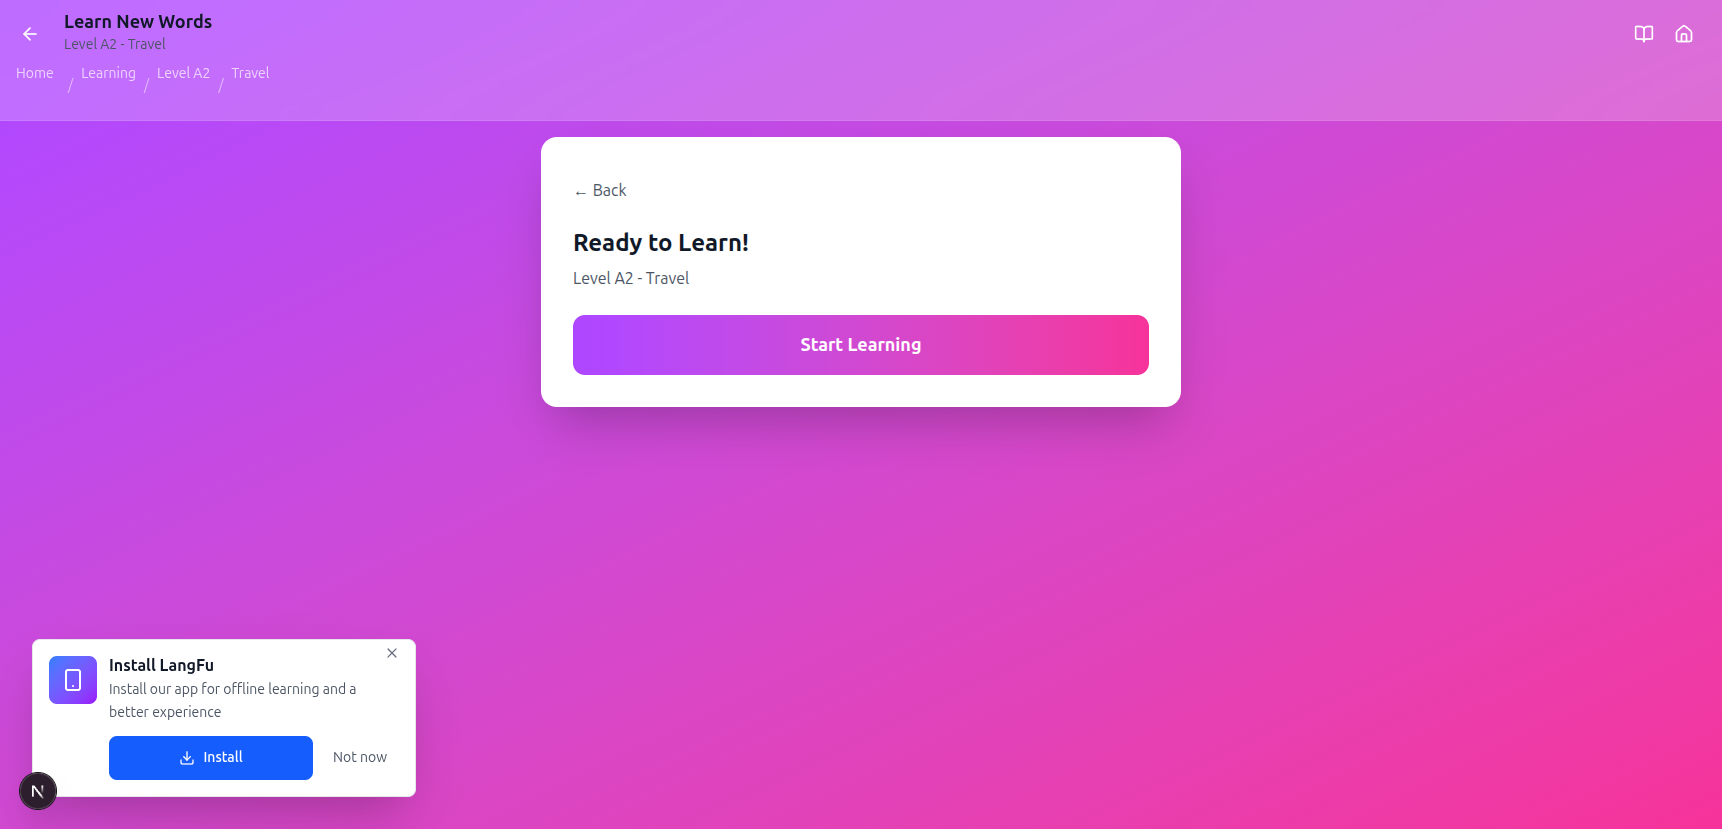 Learn New Words
Level A2 - Travel
Home / Learning / Level A2 / Travel
← Back
Ready to Learn!
Level A2 - Travel
Start Learning
Install LangFu
Install our app for offline learning and a
better experience
Install
Not now
N